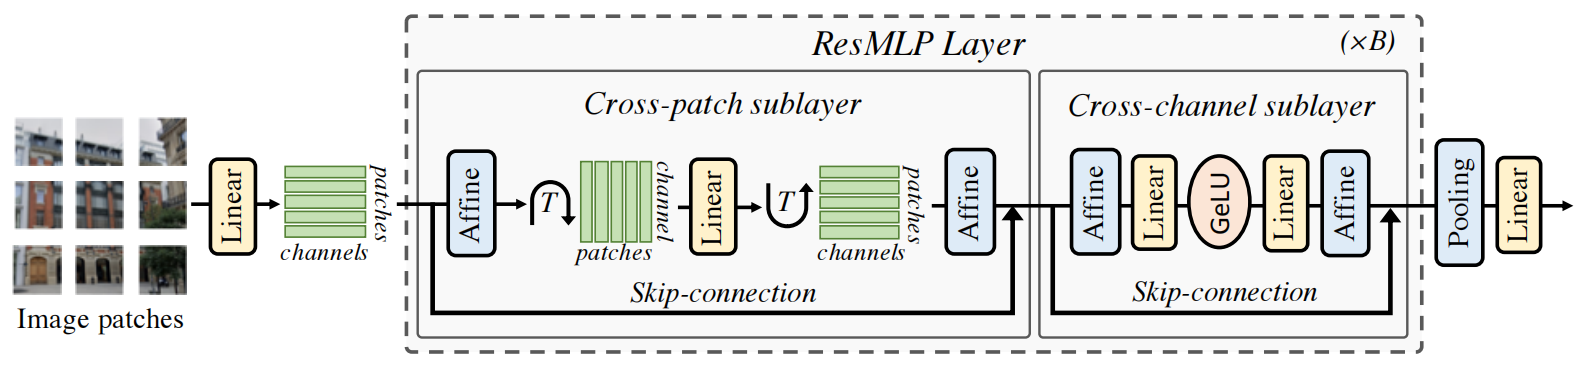 ResMLP Layer
(×B)
Cross-patch sublayer
Cross-channel sublayer
Image patches
Linear
patches
channels
Affine
T
channel
patches
Linear
T
patches
channels
Affine
Skip-connection
Affine
Linear
GeLU
Linear
Affine
Skip-connection
Pooling
Linear